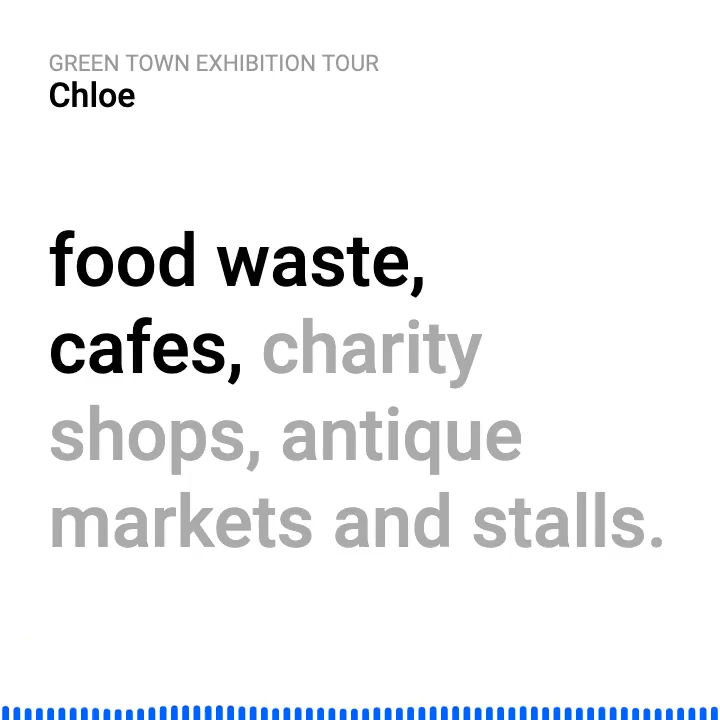 GREEN TOWN EXHIBITION TOUR
Chloe
food waste,
cafes, charity
shops, antique
markets and stalls.